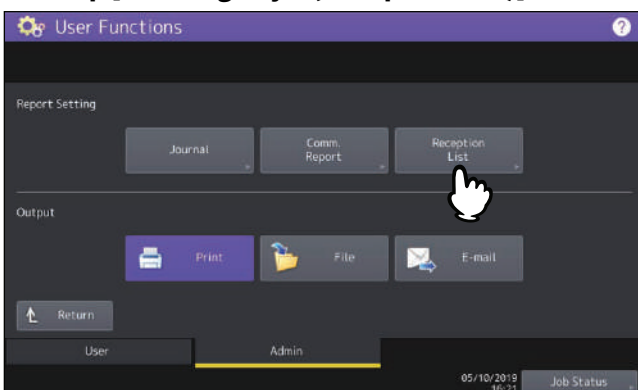 User Functions
?
Report Setting
Journal
Comm.
Report
Reception
List
Output
Print
File
E-mail
Return
User
Admin
05/10/2019
16:21
Job Status